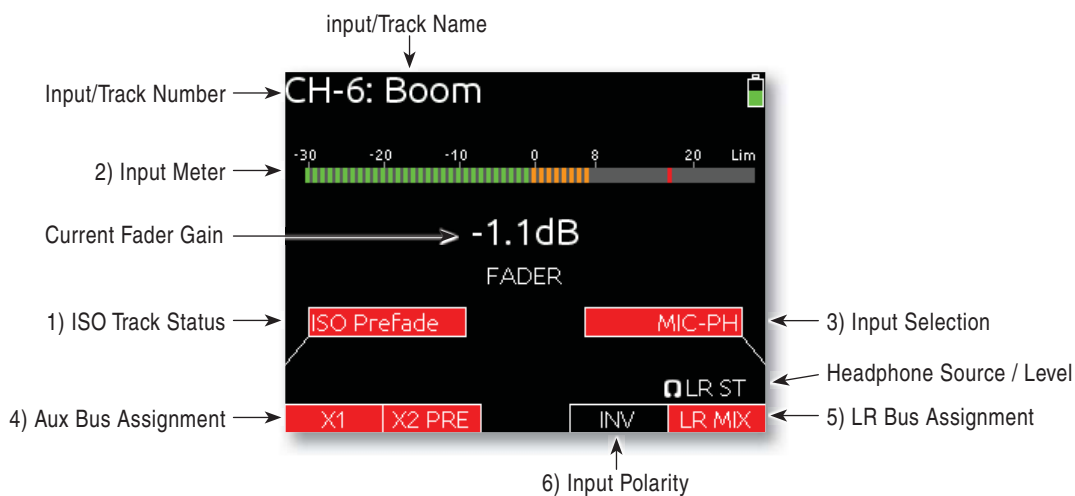 input/Track Name
Input/Track Number
CH-6: Boom
-30 -20 -10 0 8 20 Lim
2) Input Meter
Current Fader Gain
> -1.1dB
FADER
1) ISO Track Status
ISO Prefade
MIC-PH
3) Input Selection
LR ST
Headphone Source / Level
4) Aux Bus Assignment
X1
X2 PRE
INV
LR MIX
5) LR Bus Assignment
6) Input Polarity